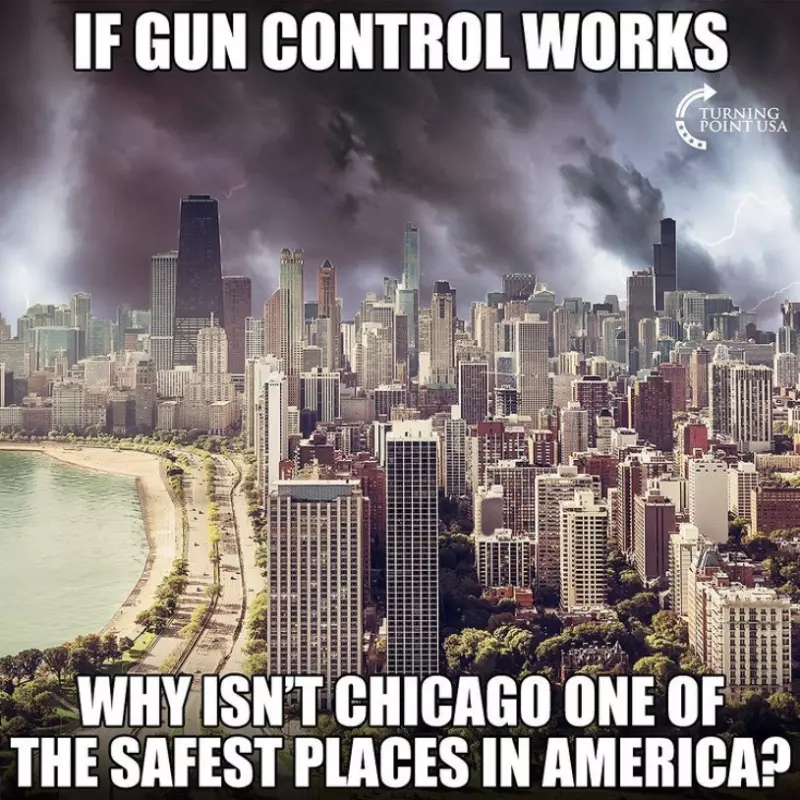 IF GUN CONTROL WORKS
TURNING
POINT USA
WHY ISN'T CHICAGO ONE OF
THE SAFEST PLACES IN AMERICA?